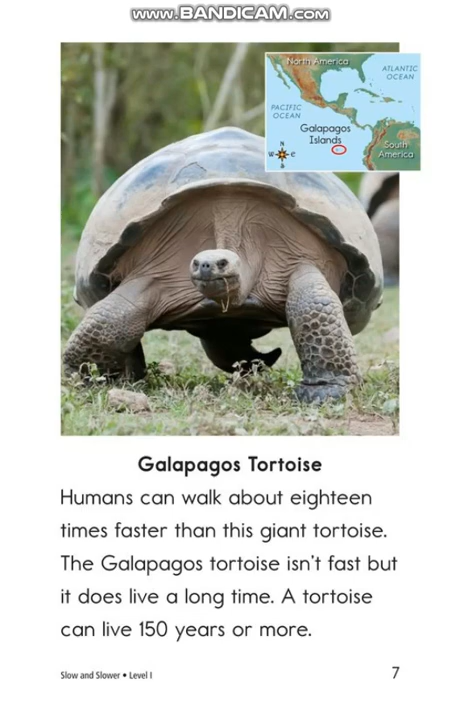 www.BANDICAM.com
North America
ATLANTIC
OCEAN
PACIFIC
OCEAN
Galapagos
Islands
N
W E
S
South
America
Galapagos Tortoise
Humans can walk about eighteen
times faster than this giant tortoise.
The Galapagos tortoise isn't fast but
it does live a long time. A tortoise
can live 150 years or more.
Slow and Slower • Level I
7